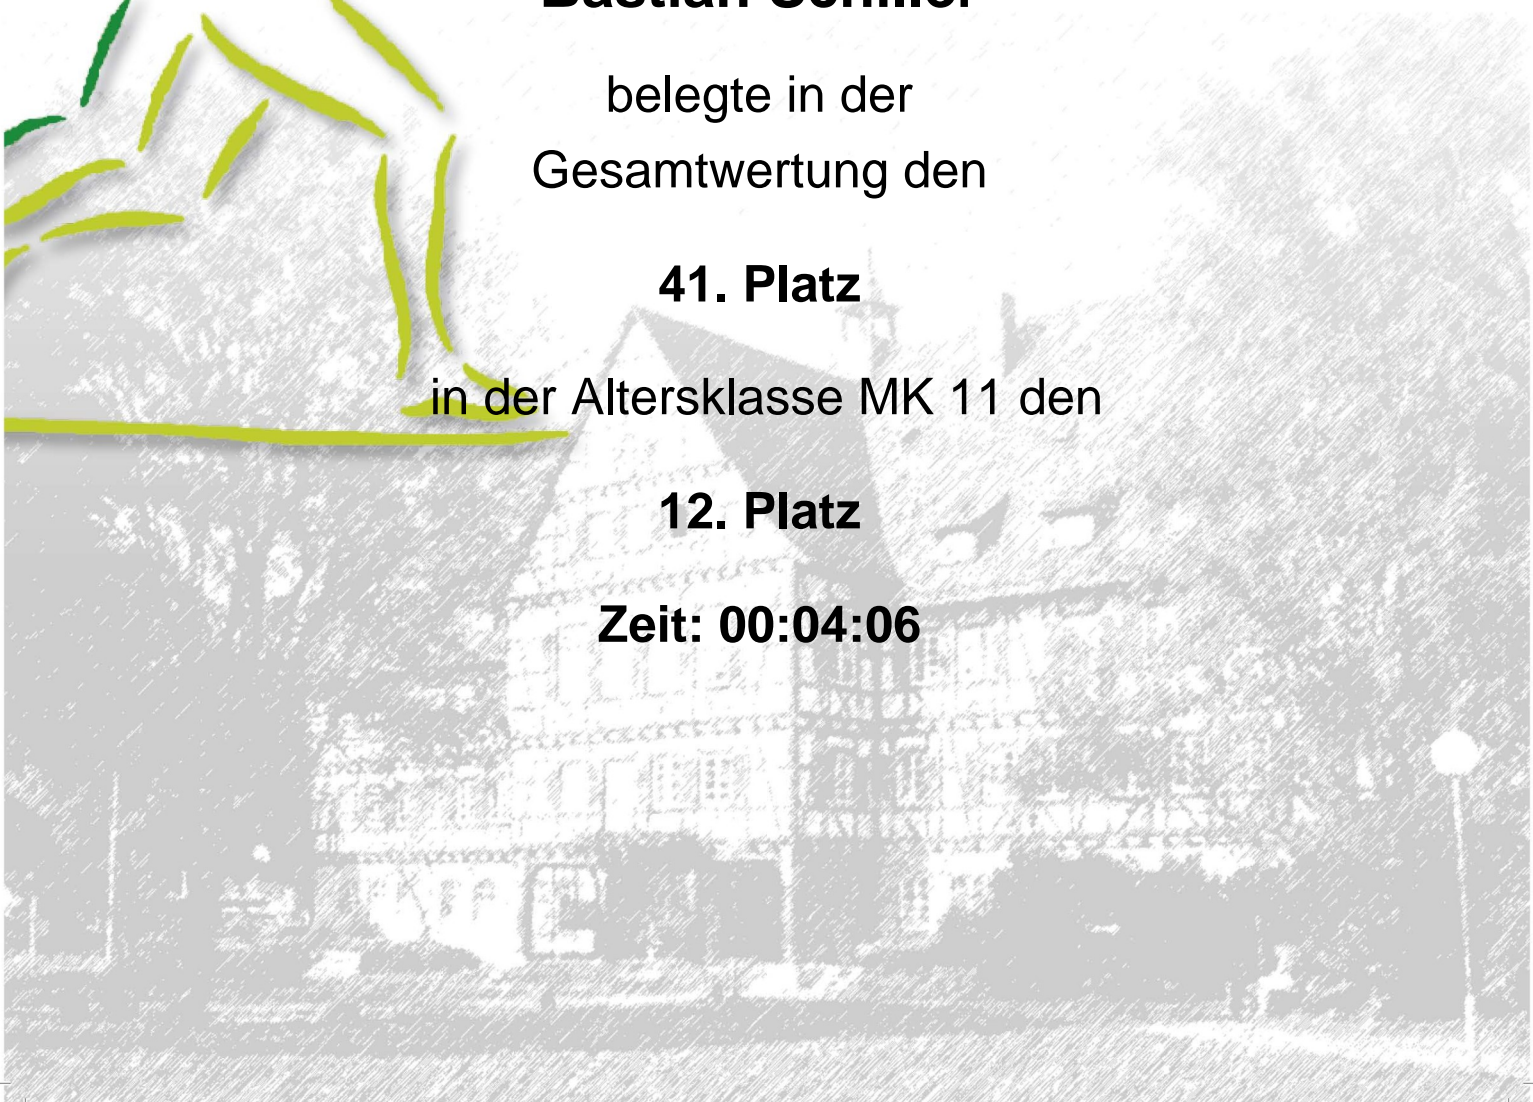 Bastian
belegte in der
Gesamtwertung den
41. Platz
in der Altersklasse MK 11 den
12. Platz
Zeit: 00:04:06